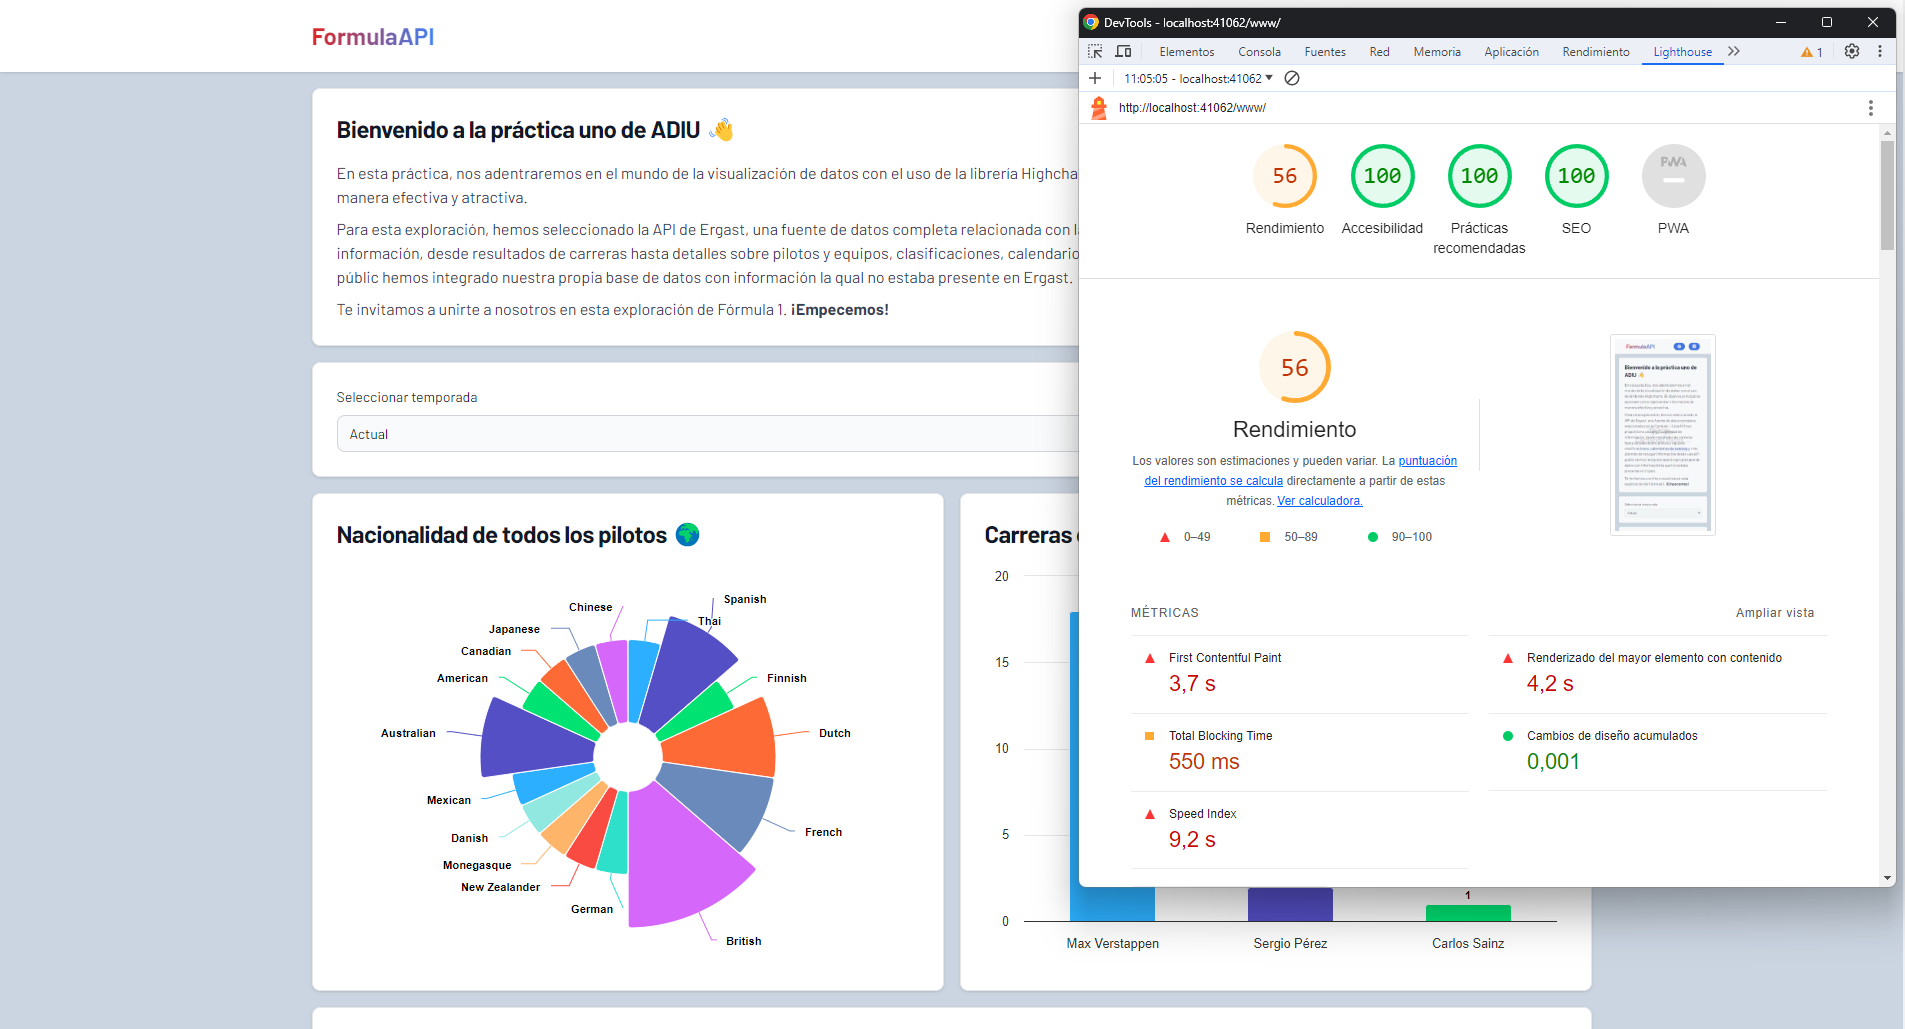 FormulaAPI
Bienvenido a la práctica uno de ADIU 👋
En esta práctica, nos adentraremos en el mundo de la visualización de datos con el uso de la librería Highcha
manera efectiva y atractiva.
Para esta exploración, hemos seleccionado la API de Ergast, una fuente de datos completa relacionada con l
información, desde resultados de carreras hasta detalles sobre pilotos y equipos, clasificaciones, calendario
públic hemos integrado nuestra propia base de datos con información la qual no estaba presente en Ergast.
Te invitamos a unirte a nosotros en esta exploración de Fórmula 1. ¡Empecemos!
Seleccionar temporada
Actual
Nacionalidad de todos los pilotos 🌍
Chinese
Spanish
Thai
Japanese
Canadian
American
Finnish
Australian
Dutch
Mexican
French
Danish
Monegasque
New Zealander
German
British
Carreras
20
15
10
5
0
1
Max Verstappen
Sergio Pérez
Carlos Sainz
DevTools - localhost:41062/www/
Elementos
Consola
Fuentes
Red
Memoria
Aplicación
Rendimiento
Lighthouse
1
11:05:05 - localhost:41062
http://localhost:41062/www/
56
100
100
100
PWA
Rendimiento
Accesibilidad
Prácticas
recomendadas
SEO
PWA
56
Rendimiento
Los valores son estimaciones y pueden variar. La puntuación
del rendimiento se calcula directamente a partir de estas
métricas. Ver calculadora.
0–49
50–89
90–100
FormulaAPI
Bienvenido a la práctica uno de
ADIU 👋
MÉTRICAS
Ampliar vista
First Contentful Paint
3,7 s
Renderizado del mayor elemento con contenido
4,2 s
Total Blocking Time
550 ms
Cambios de diseño acumulados
0,001
Speed Index
9,2 s